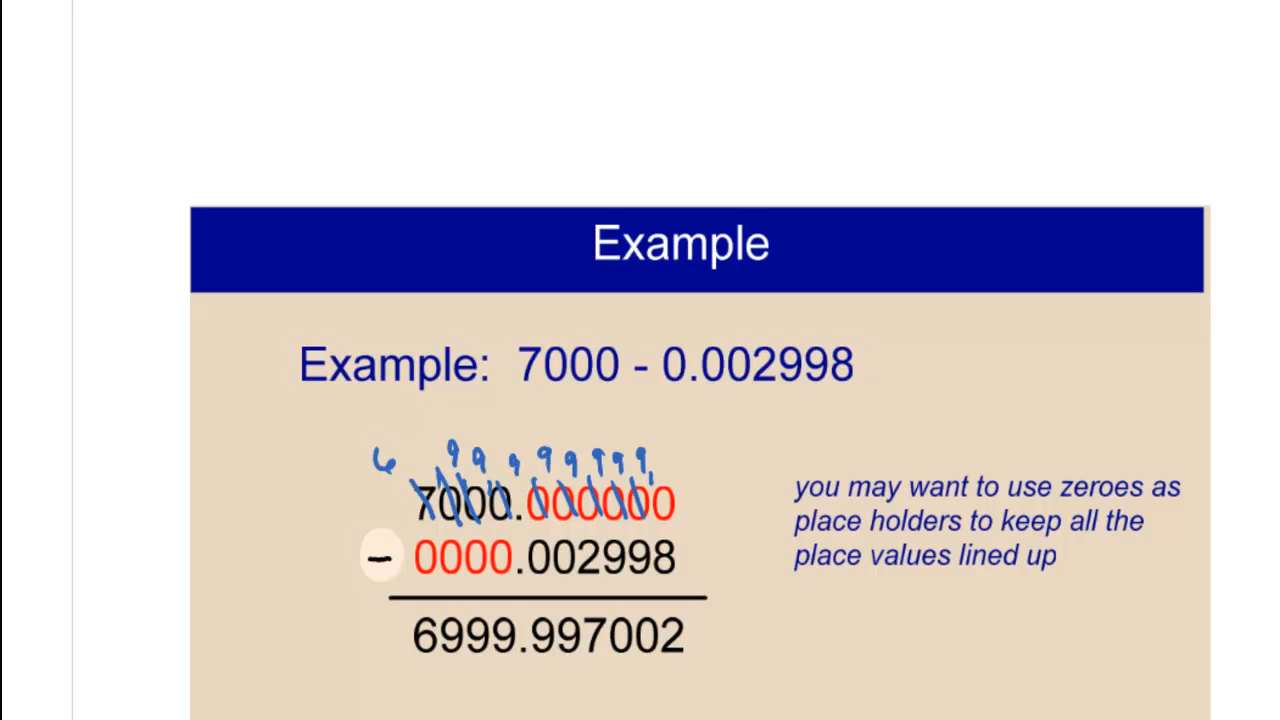 Example
Example: 7000 - 0.002998
6 9 9 9 9 9 9 9 9 1
7000.000000
you may want to use zeroes as
place holders to keep all the
place values lined up
- 0000.002998
6999.997002